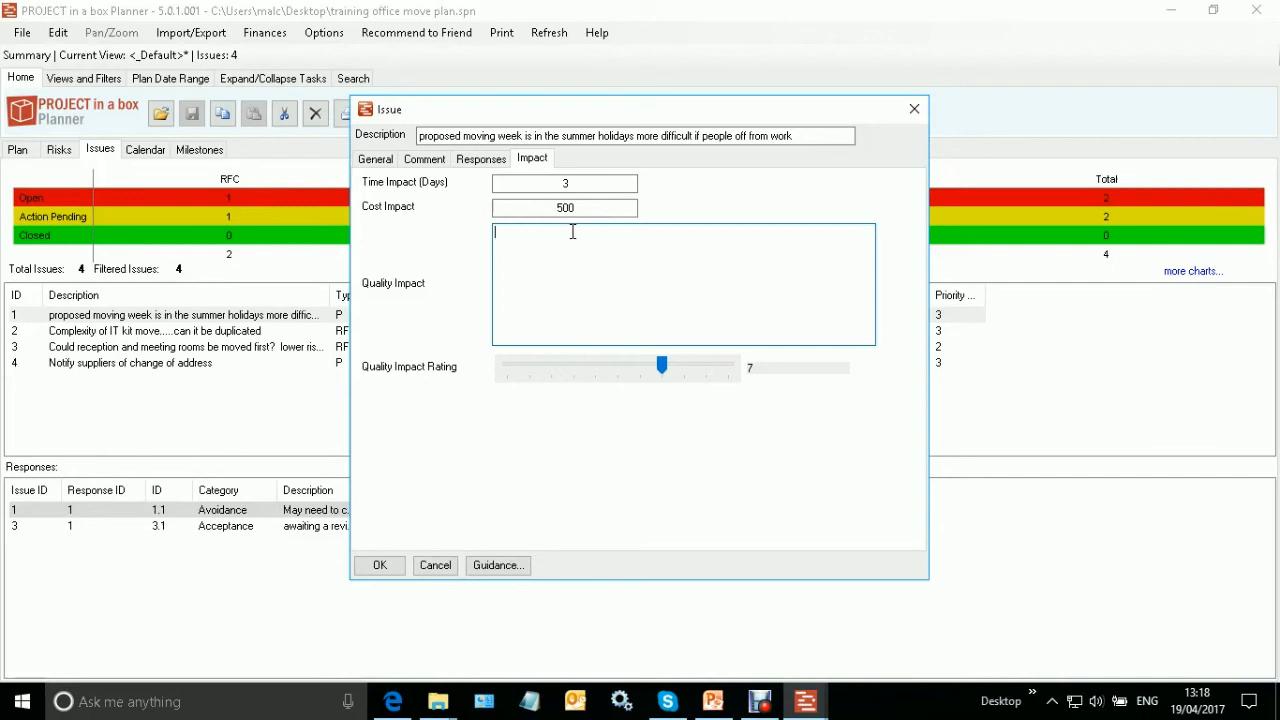 PROJECT in a box Planner - 5.0.1.001 - C:\Users\malc\Desktop\training office move plan.spn
File Edit Pan/Zoom Import/Export Finances Options Recommend to Friend Print Refresh Help
Summary | Current View: <_Default>* | Issues: 4
Home Views and Filters Plan Date Range Expand/Collapse Tasks Search
PROJECT in a box
Planner
Plan Risks Issues Calendar Milestones
RFC Total
Open 1 2
Action Pending 1 2
Closed 0 0
2 4
Total Issues: 4 Filtered Issues: 4
more charts...
ID Description Typ Priority ...
1 proposed moving week is in the summer holidays more diffic... P 3
2 Complexity of IT kit move.....can it be duplicated RF 3
3 Could reception and meeting rooms be moved first? lower ris... RF 2
4 Notify suppliers of change of address P 3
Responses:
Issue ID Response ID ID Category Description
1 1 1.1 Avoidance May need to c.
3 1 3.1 Acceptance awaiting a revi.
Issue
Description proposed moving week is in the summer holidays more difficult if people off from work
General Comment Responses Impact
Time Impact (Days) 3
Cost Impact 500
Quality Impact
Quality Impact Rating 7
OK Cancel Guidance...
Ask me anything
Desktop ENG
13:18
19/04/2017